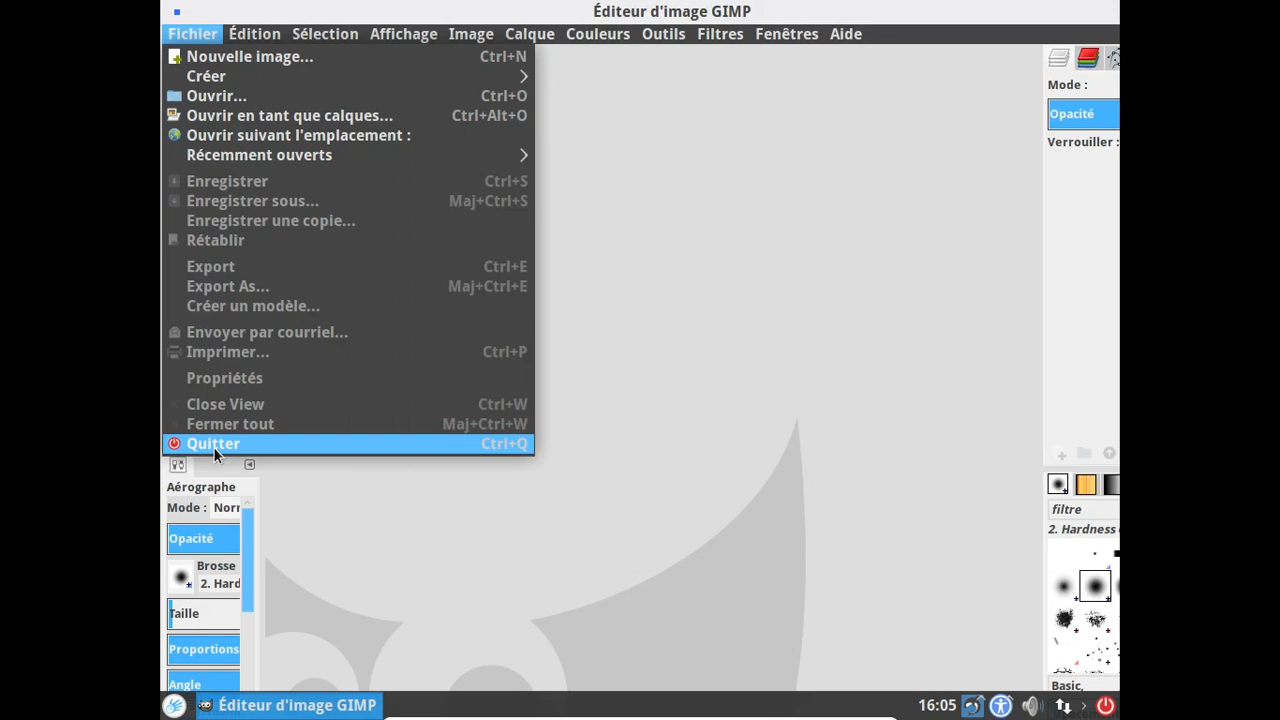 Éditeur d'image GIMP
Fichier Édition Sélection Affichage Image Calque Couleurs Outils Filtres Fenêtres Aide
Nouvelle image... Ctrl+N
Créer
Ouvrir... Ctrl+O
Ouvrir en tant que calques... Ctrl+Alt+O
Ouvrir suivant l'emplacement :
Récemment ouverts
Enregistrer Ctrl+S
Enregistrer sous... Maj+Ctrl+S
Enregistrer une copie...
Rétablir
Export Ctrl+E
Export As... Maj+Ctrl+E
Créer un modèle...
Envoyer par courriel...
Imprimer... Ctrl+P
Propriétés
Close View Ctrl+W
Fermer tout Maj+Ctrl+W
Quitter Ctrl+Q
Aérographe
Mode : Norr
Opacité
Brosse
2. Hard
Taille
Proportions
Angle
Mode :
Opacité
Verrouiller :
filtre
2. Hardness
Basic,
Éditeur d'image GIMP
16:05